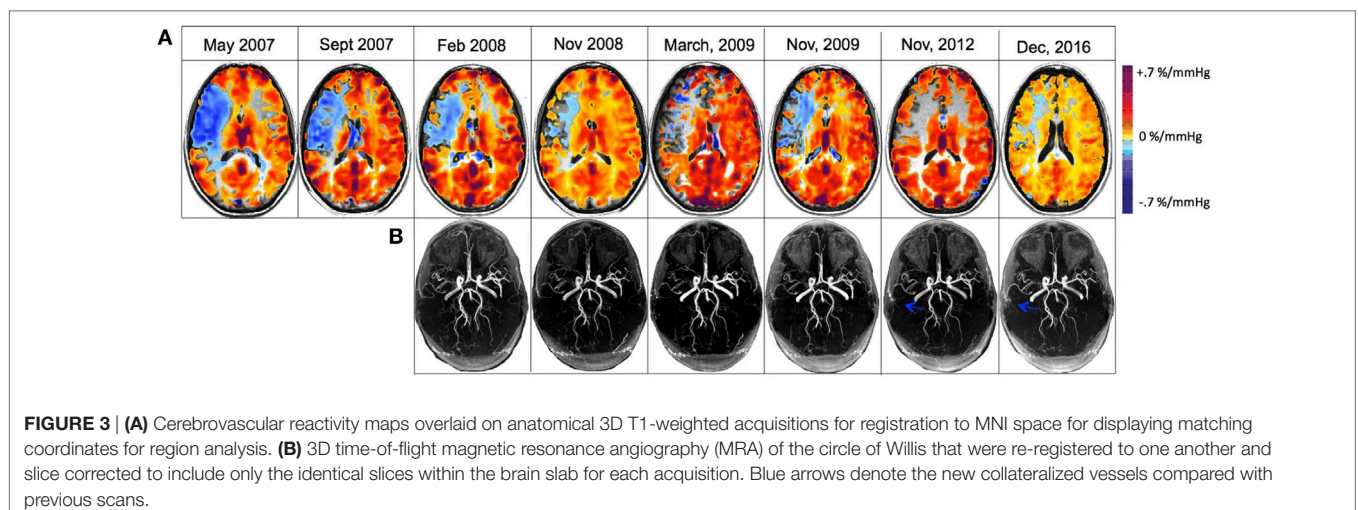 A
May 2007
Sept 2007
Feb 2008
Nov 2008
March, 2009
Nov, 2009
Nov, 2012
Dec, 2016
+.7 %/mmHg
0 %/mmHg
-.7 %/mmHg
B
FIGURE 3 | (A) Cerebrovascular reactivity maps overlaid on anatomical 3D T1-weighted acquisitions for registration to MNI space for displaying matching
coordinates for region analysis. (B) 3D time-of-flight magnetic resonance angiography (MRA) of the circle of Willis that were re-registered to one another and
slice corrected to include only the identical slices within the brain slab for each acquisition. Blue arrows denote the new collateralized vessels compared with
previous scans.